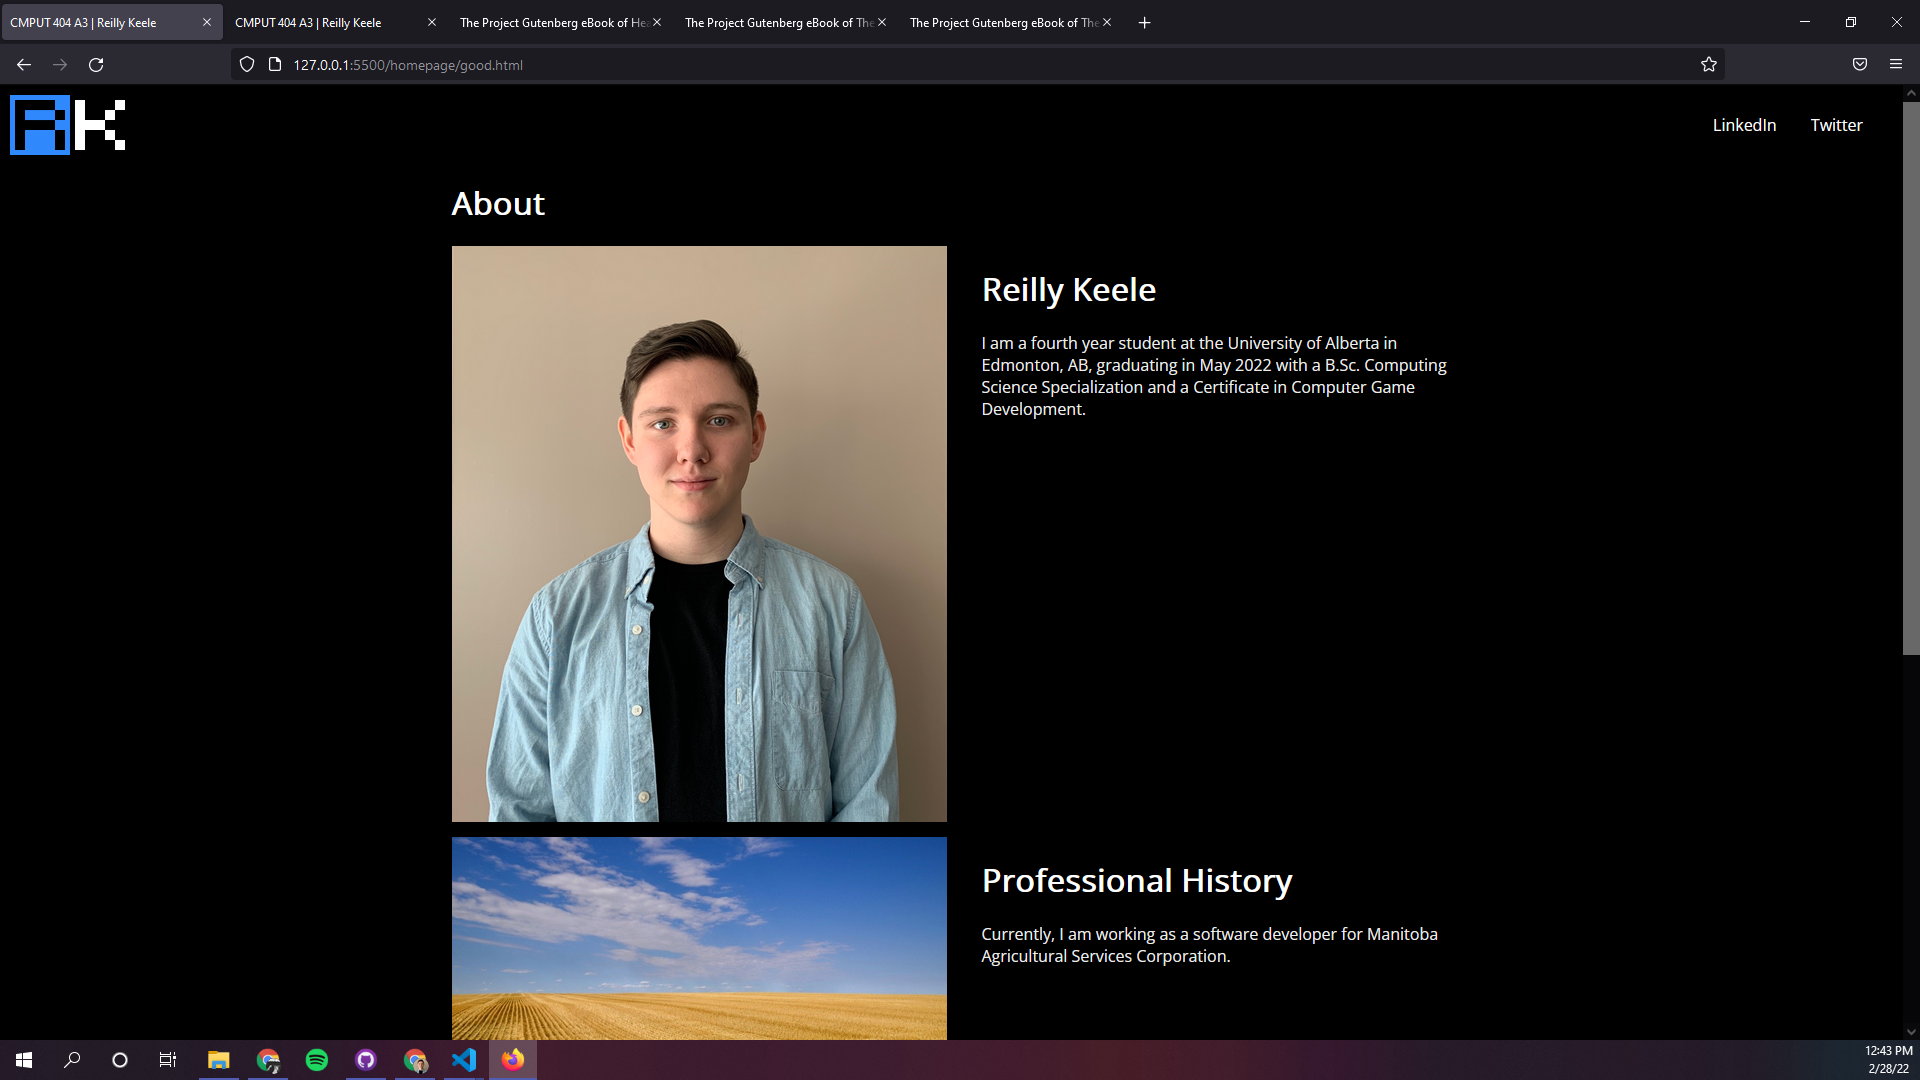 CMPUT 404 A3 | Reilly Keele
CMPUT 404 A3 | Reilly Keele
The Project Gutenberg eBook of Hea
The Project Gutenberg eBook of The
The Project Gutenberg eBook of The
127.0.0.1:5500/homepage/good.html
RK
LinkedIn
Twitter
About
Reilly Keele
I am a fourth year student at the University of Alberta in
Edmonton, AB, graduating in May 2022 with a B.Sc. Computing
Science Specialization and a Certificate in Computer Game
Development.
Professional History
Currently, I am working as a software developer for Manitoba
Agricultural Services Corporation.
12:43 PM
2/28/22